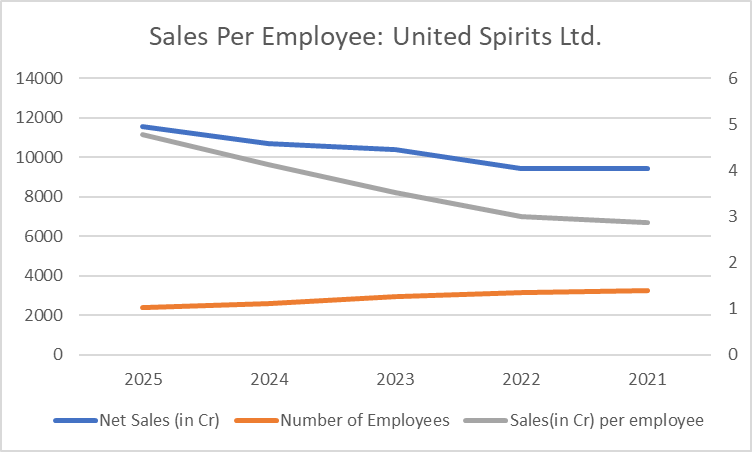 Sales Per Employee: United Spirits Ltd.
14000 6
12000 5
10000 4
8000 3
6000 2
4000 1
2000 0
0
2025 2024 2023 2022 2021
Net Sales (in Cr) Number of Employees Sales(in Cr) per employee